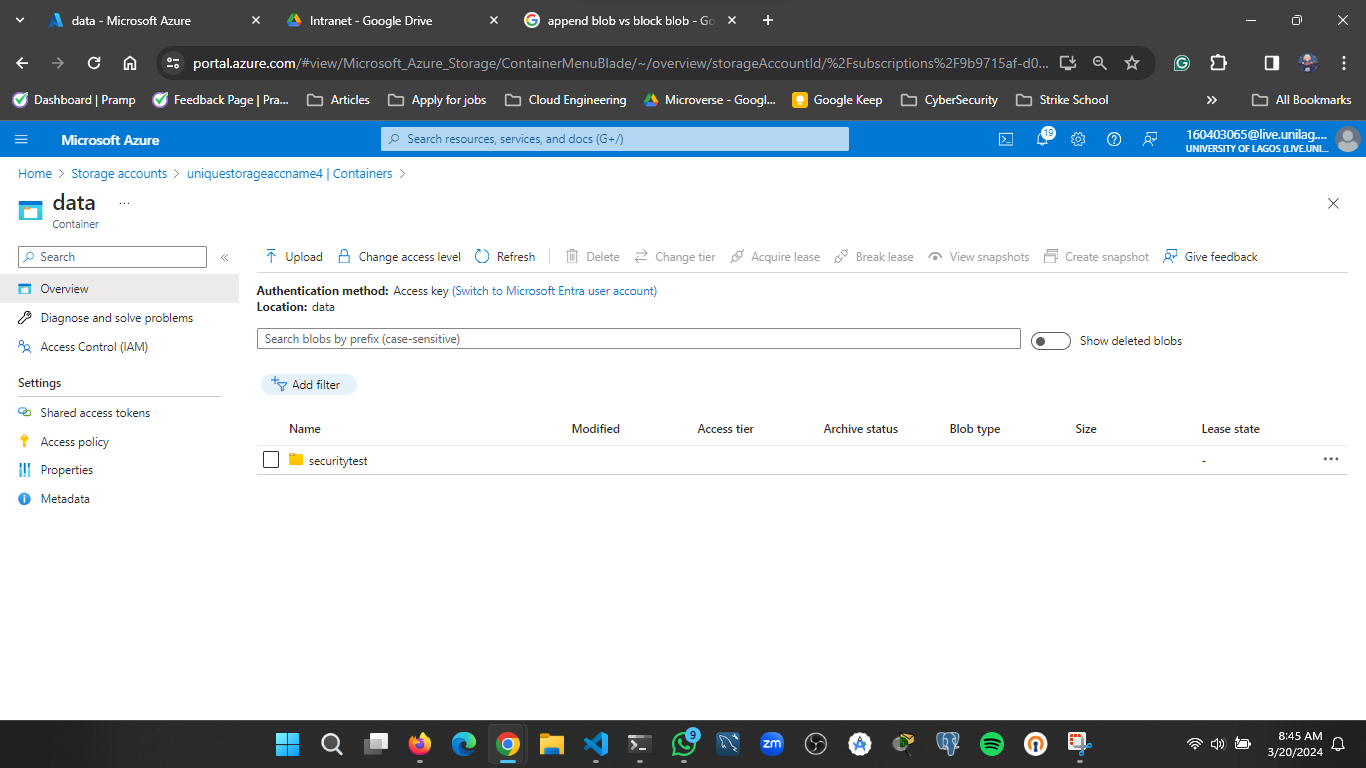 data - Microsoft Azure
Intranet - Google Drive
append blob vs block blob - Go
portal.azure.com/#view/Microsoft_Azure_Storage/ContainerMenuBlade/~/overview/storageAccountId/%2Fsubscriptions%2F9b9715af-d0...
Dashboard | Pramp
Feedback Page | Pra...
Articles
Apply for jobs
Cloud Engineering
Microverse - Googl...
Google Keep
CyberSecurity
Strike School
»
All Bookmarks
Microsoft Azure
Search resources, services, and docs (G+/)
19
160403065@live.unilag....
UNIVERSITY OF LAGOS (LIVE.UNI...
Home > Storage accounts > uniquestorageaccname4 | Containers >
data ...
Container
Search
«
Upload
Change access level
Refresh
Delete
Change tier
Acquire lease
Break lease
View snapshots
Create snapshot
Give feedback
Overview
Diagnose and solve problems
Access Control (IAM)
Settings
Shared access tokens
Access policy
Properties
Metadata
Authentication method: Access key (Switch to Microsoft Entra user account)
Location: data
Search blobs by prefix (case-sensitive)
Show deleted blobs
Add filter
Name Modified Access tier Archive status Blob type Size Lease state
securitytest - ...
9
zm
8:45 AM
3/20/2024